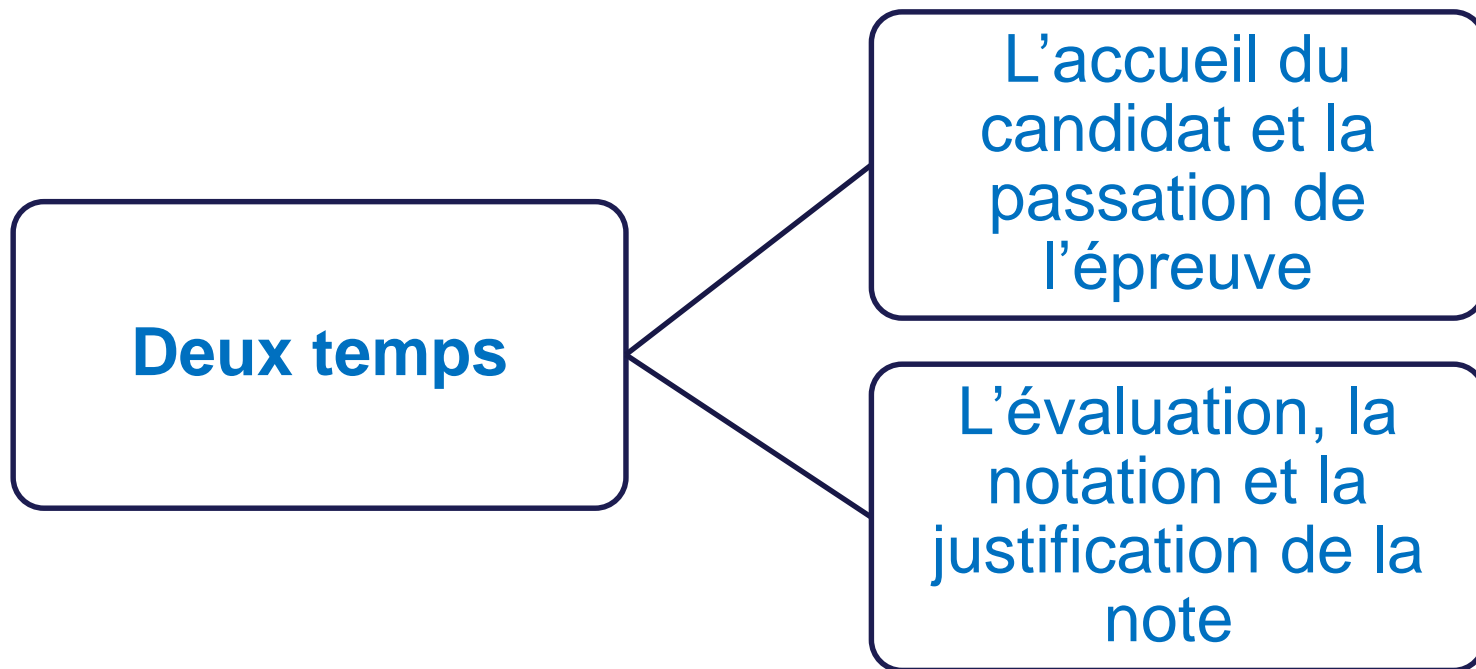 Deux temps
L’accueil du
candidat et la
passation de
l’épreuve
L’évaluation, la
notation et la
justification de la
note